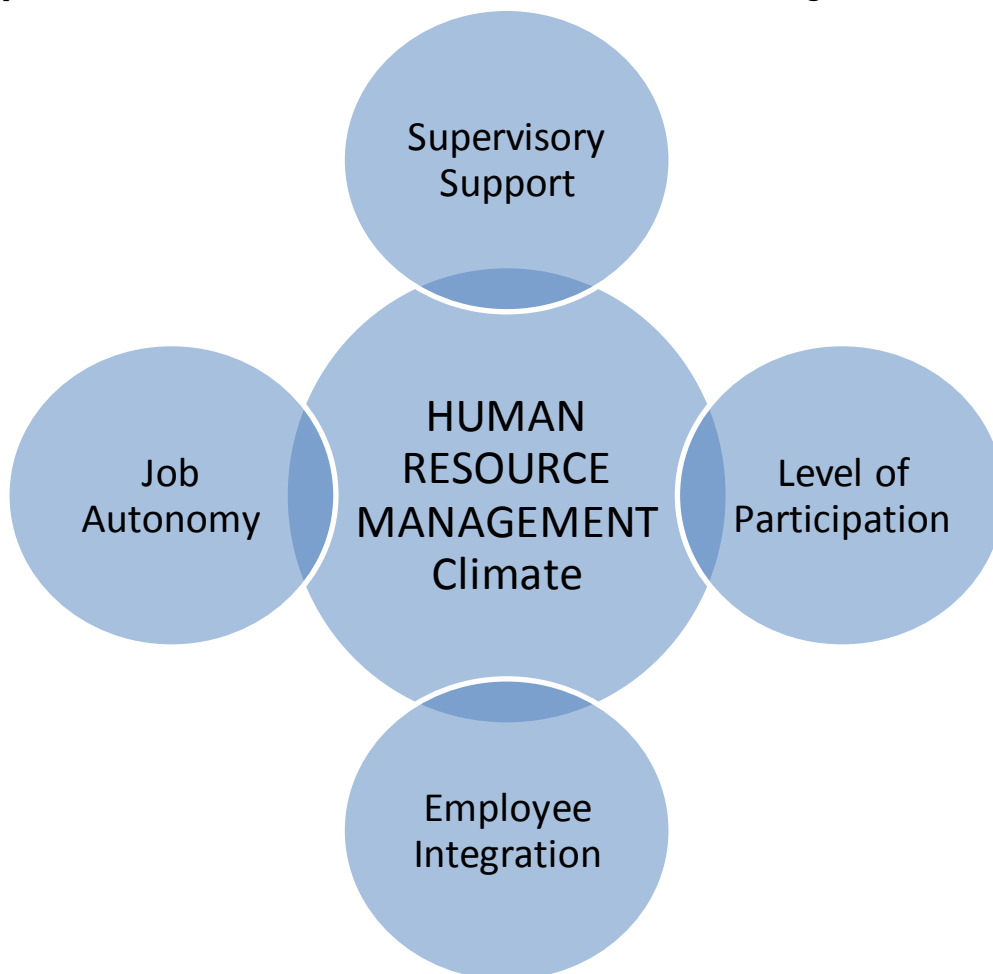 Supervisory
Support
HUMAN
RESOURCE
MANAGEMENT
Climate
Job
Autonomy
Level of
Participation
Employee
Integration